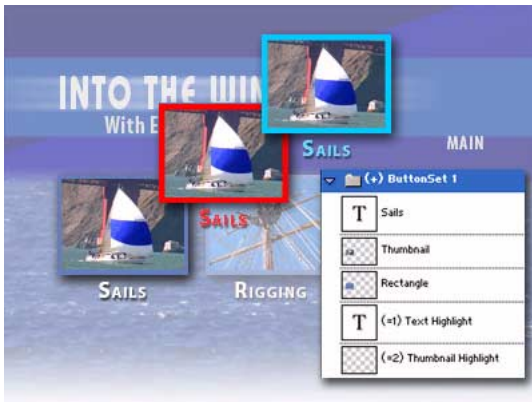 INTO THE WIN
With E
SAILS
MAIN
SAILS
SAILS
RIGGING
(+) ButtonSet 1
T Sails
Thumbnail
Rectangle
T (=1) Text Highlight
(=2) Thumbnail Highlight